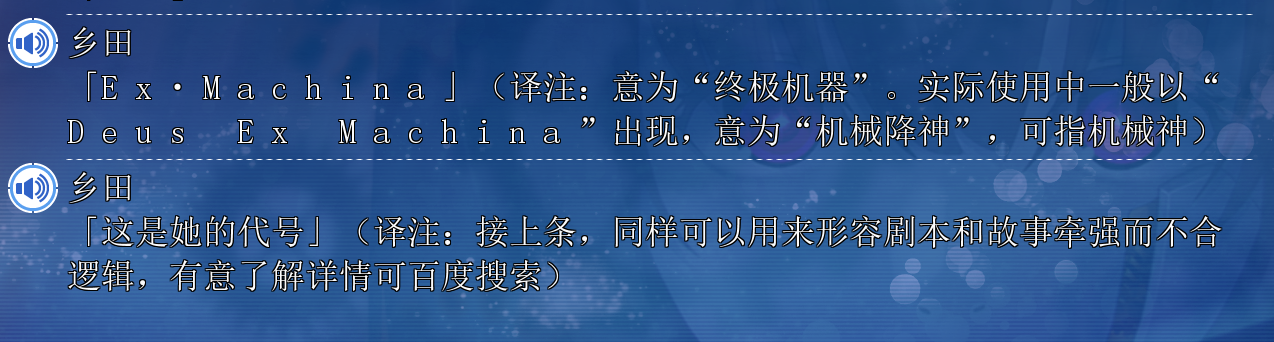 乡田
「Ex・Machina」（译注：意为“终极机器”。实际使用中一般以“
Deus Ex Machina”出现，意为“机械降神”，可指机械神）
乡田
「这是她的代号」（译注：接上条，同样可以用来形容剧本和故事牵强而不合
逻辑，有意了解详情可百度搜索）